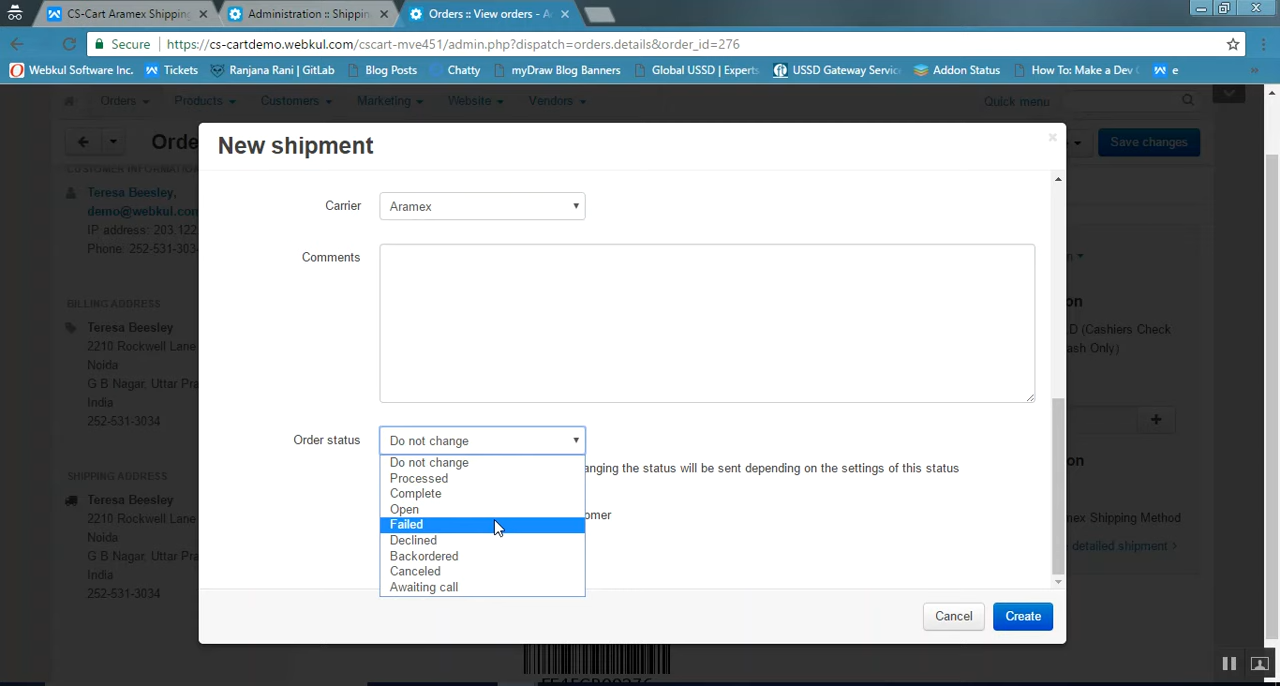 CS-Cart Aramex Shipping
Administration :: Shippin
Orders :: View orders - A
Secure
https://cs-cartdemo.webkul.com/cscart-mve451/admin.php?dispatch=orders.details&order_id=276
Webkul Software Inc.
Tickets
Ranjana Rani | GitLab
Blog Posts
Chatty
myDraw Blog Banners
Global USSD | Experts
USSD Gateway Servic
Addon Status
How To: Make a Dev
e
Orders
Products
Customers
Marketing
Website
Vendors
Quick menu
Orde
Save changes
New shipment
CUSTOMER INFORMATION
Teresa Beesley,
demo@webkul.com
IP address: 203.122
Phone: 252-531-303
BILLING ADDRESS
Teresa Beesley
2210 Rockwell Lane
Noida
G B Nagar, Uttar Pra
India
252-531-3034
SHIPPING ADDRESS
Teresa Beesley
2210 Rockwell Lane
Noida
G B Nagar, Uttar Pra
India
252-531-3034
Carrier
Aramex
Comments
Order status
Do not change
Do not change
Processed
Complete
Open
Failed
Declined
Backordered
Canceled
Awaiting call
anging the status will be sent depending on the settings of this status
omer
on
D (Cashiers Check
ash Only)
on
nex Shipping Method
detailed shipment
Cancel
Create